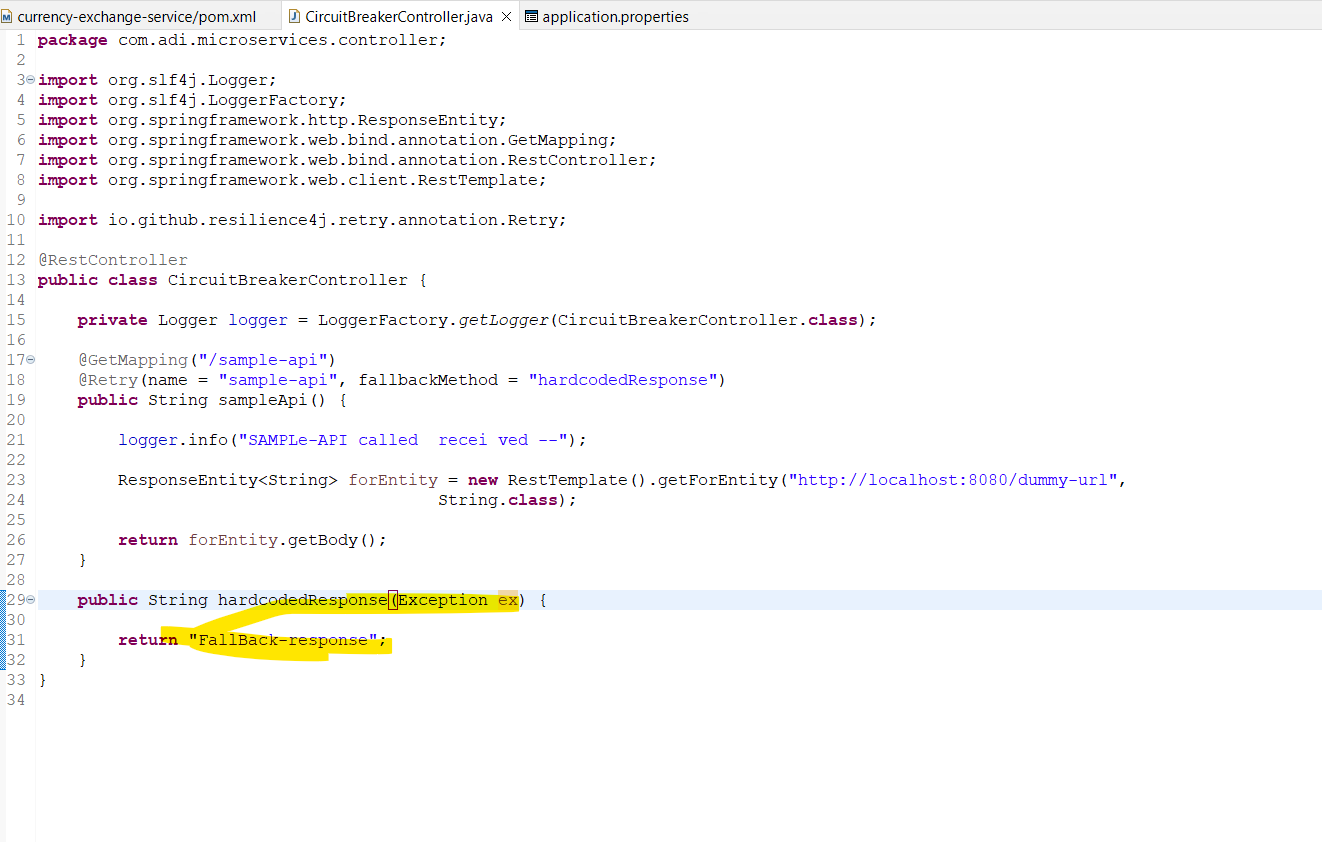 currency-exchange-service/pom.xml CircuitBreakerController.java application.properties
1 package com.adi.microservices.controller;
2
3 import org.slf4j.Logger;
4 import org.slf4j.LoggerFactory;
5 import org.springframework.http.ResponseEntity;
6 import org.springframework.web.bind.annotation.GetMapping;
7 import org.springframework.web.bind.annotation.RestController;
8 import org.springframework.web.client.RestTemplate;
9
10 import io.github.resilience4j.retry.annotation.Retry;
11
12 @RestController
13 public class CircuitBreakerController {
14
15     private Logger logger = LoggerFactory.getLogger(CircuitBreakerController.class);
16
17     @GetMapping("/sample-api")
18     @Retry(name = "sample-api", fallbackMethod = "hardcodedResponse")
19     public String sampleApi() {
20
21         logger.info("SAMPLe-API called  recei ved --");
22
23         ResponseEntity<String> forEntity = new RestTemplate().getForEntity("http://localhost:8080/dummy-url",
24                                         String.class);
25
26         return forEntity.getBody();
27     }
28
29     public String hardcodedResponse(Exception ex) {
30
31         return "FallBack-response";
32     }
33 }
34